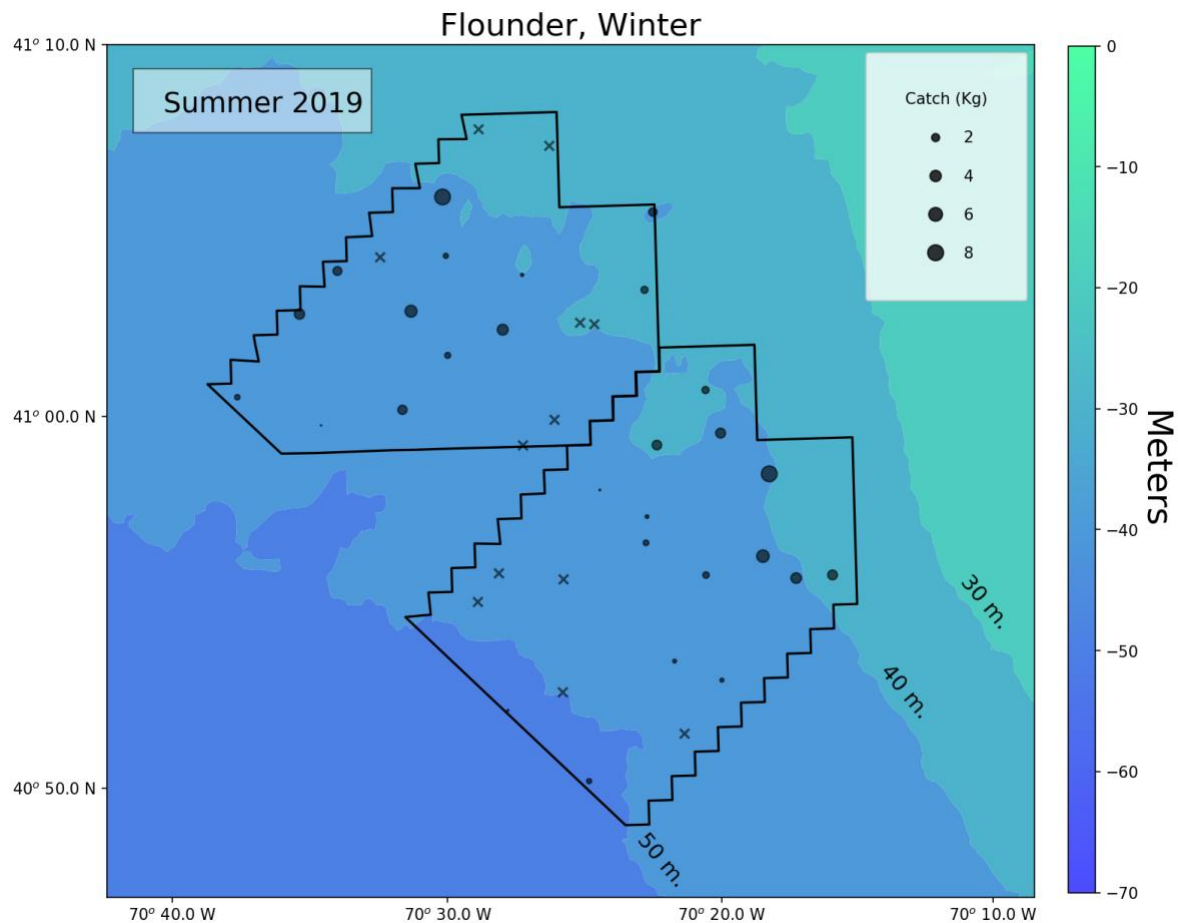 Flounder, Winter
41° 10.0 N
41° 00.0 N
40° 50.0 N
Summer 2019
Catch (Kg)
2
4
6
8
30 m.
40 m.
50 m.
70° 40.0 W
70° 30.0 W
70° 20.0 W
70° 10.0 W
0
−10
−20
−30
−40
−50
−60
−70
Meters